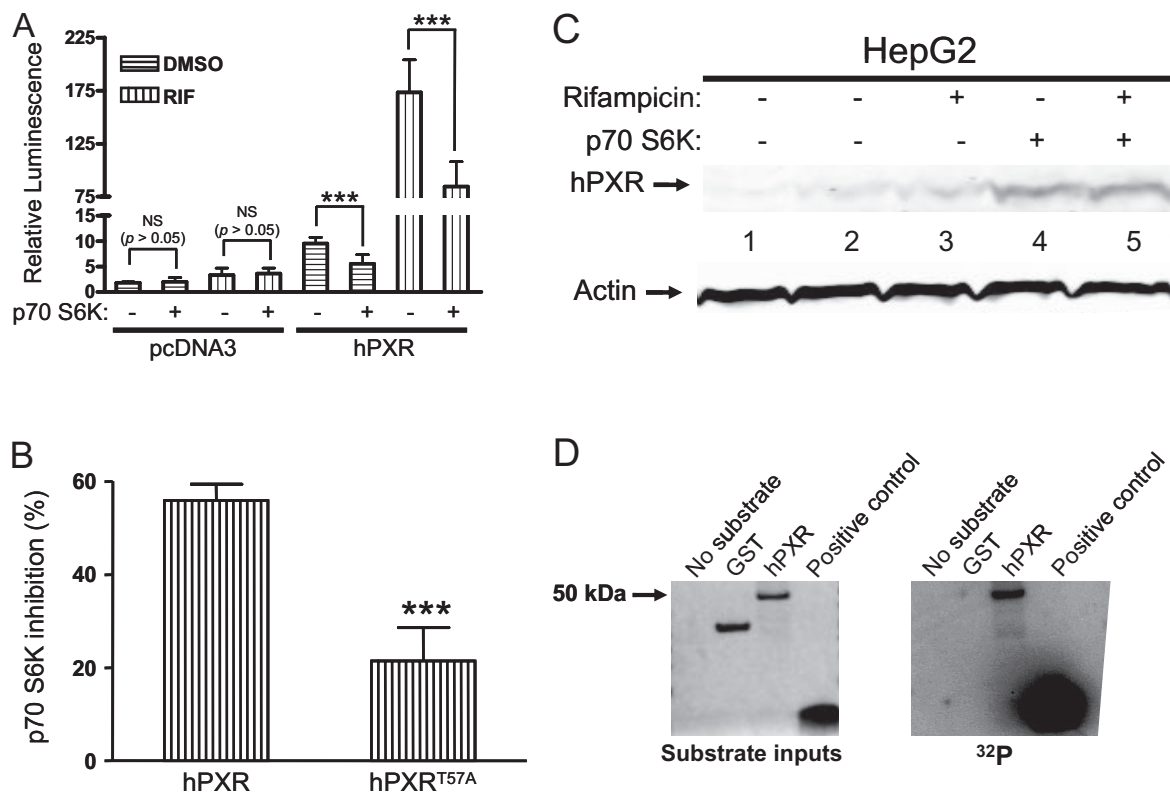 A
225
175
125
75
15
10
5
0
Relative Luminescence
DMSO
RIF
NS
(p > 0.05)
NS
(p > 0.05)
***
***
p70 S6K: - + - + - + - +
pcDNA3 hPXR
B
60
40
20
0
p70 S6K inhibition (%)
***
hPXR hPXRT57A
C
HepG2
Rifampicin: - - + - +
p70 S6K: - - - + +
hPXR
1 2 3 4 5
Actin
D
No substrate GST hPXR Positive control
50 kDa
Substrate inputs
No substrate GST hPXR Positive control
32P